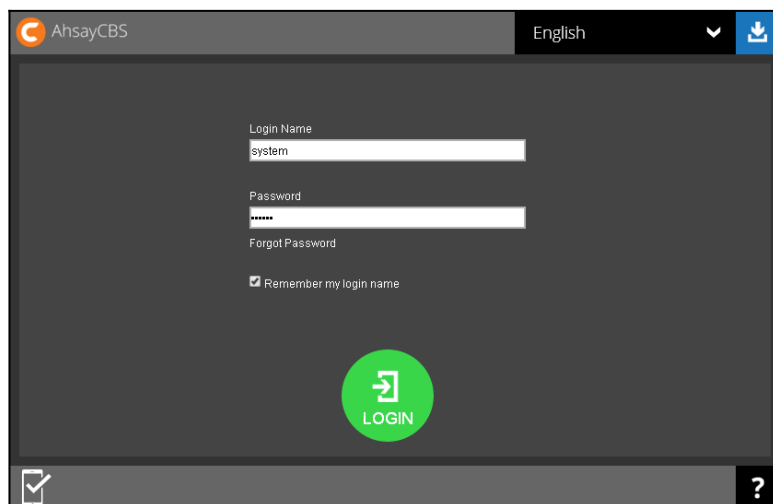 AhsayCBS
English
Login Name
system
Password
••••••
Forgot Password
Remember my login name
LOGIN
?